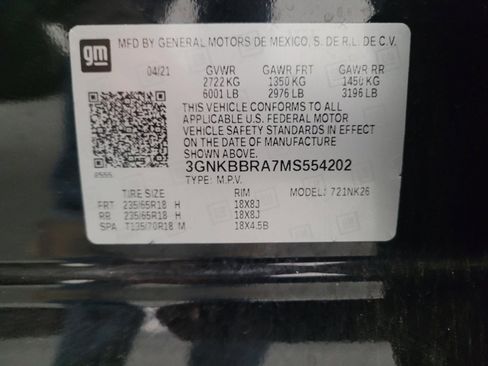 gm MFD BY GENERAL MOTORS DE MEXICO, S. DE R.L. DE C.V.
04/21 GVWR GAWR FRT GAWR RR
2722 KG 1350 KG 1450 KG
6001 LB 2976 LB 3196 LB
THIS VEHICLE CONFORMS TO ALL
APPLICABLE U.S. FEDERAL MOTOR
VEHICLE SAFETY STANDARDS IN EFFECT
ON THE DATE OF MANUFACTURE
SHOWN ABOVE.
3GNKBBRA7MS554202
TYPE: M.P.V.
TIRE SIZE RIM MODEL: 721NK26
FRT 235/65R18 H 18X8J
RR 235/65R18 H 18X8J
SPA T135/70R18 M 18X4.5B